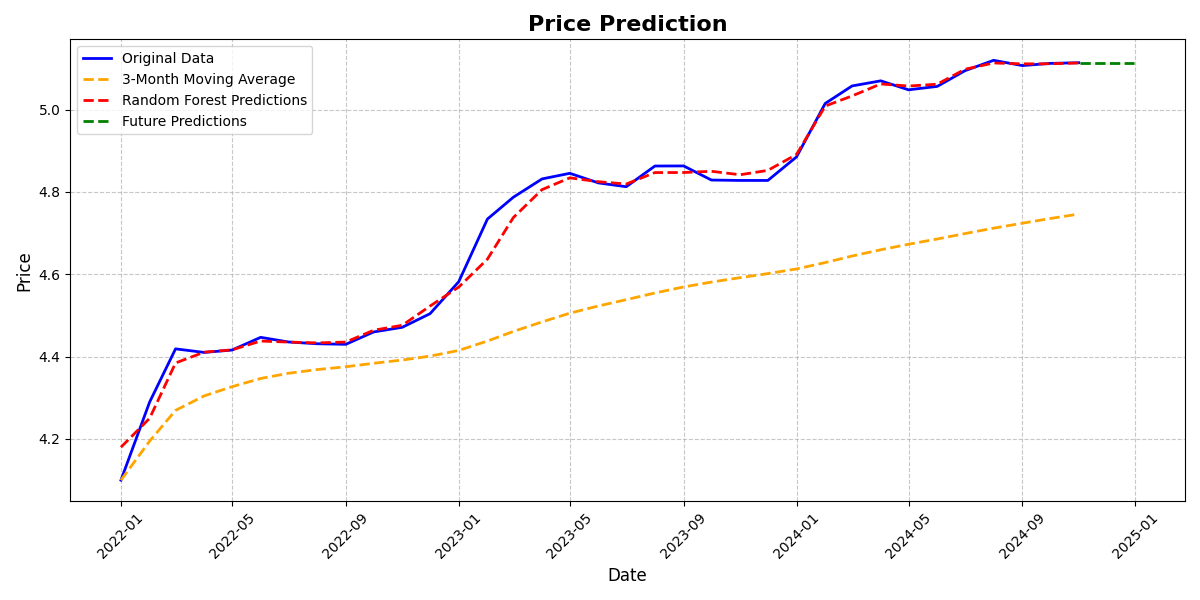 Price Prediction
Original Data
3-Month Moving Average
Random Forest Predictions
Future Predictions
5.0
4.8
4.6
4.4
4.2
Price
2022-01
2022-05
2022-09
2023-01
2023-05
2023-09
2024-01
2024-05
2024-09
2025-01
Date